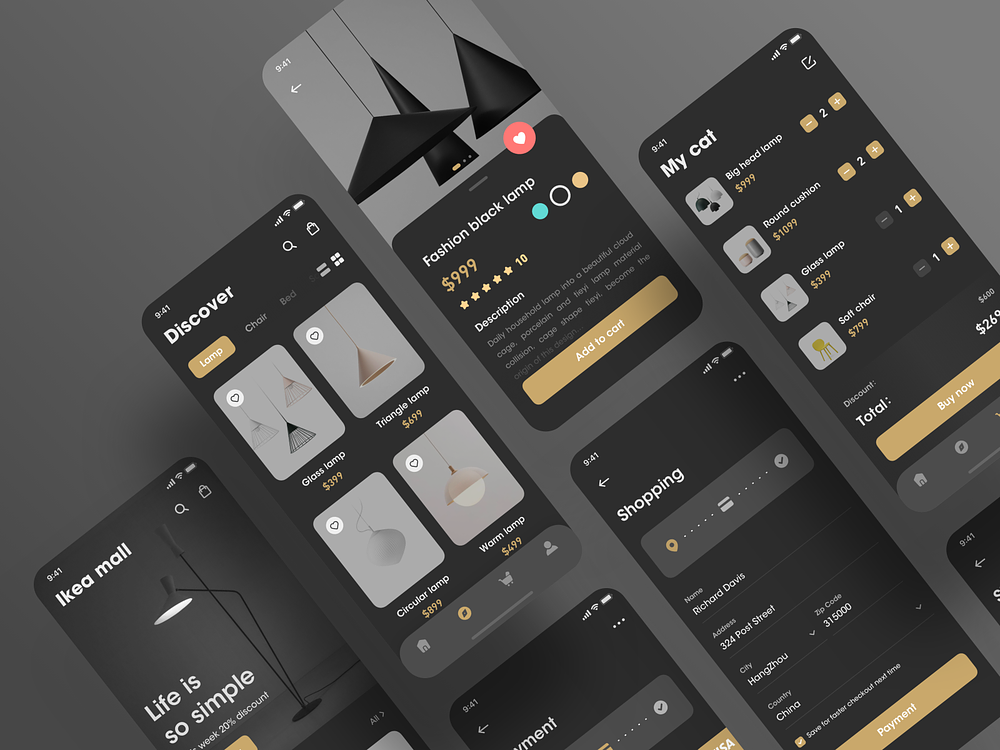 9:41
Ikea mall
Life is
so simple
is week 20% discount
All
9:41
Discover
Lamp
Chair
Bed
Glass lamp
$399
Triangle lamp
$699
Circular lamp
$899
Warm lamp
$499
9:41
Fashion black lamp
$999
10
Description
Daily household lamp into a beautiful cloud
cage, porcelain and tieyi lamp material
collision, cage shape tieyi, become the
origin of this design...
Add to cart
9:41
yment
VISA
9:41
Shopping
Name
Richard Davis
Address
324 Post Street
Zip Code
315000
City
HangZhou
Country
China
Save for faster checkout next time
Payment
9:41
My cat
Big head lamp
$999
2
Round cushion
$1099
2
Glass lamp
$399
1
Soft chair
$799
1
Discount:
$600
Total:
$269
Buy now
9:41
S